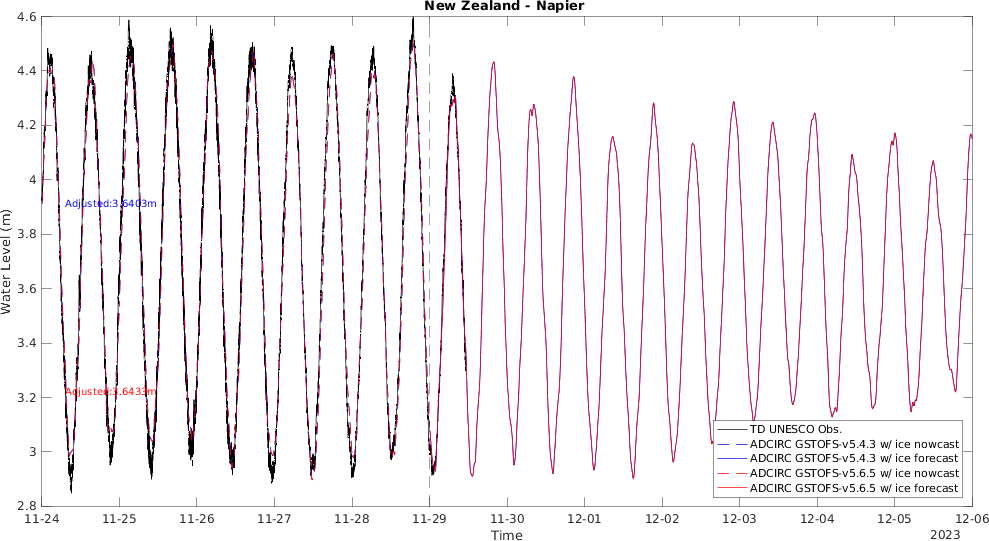 New Zealand - Napier
4.6
4.4
4.2
4
3.8
3.6
3.4
3.2
3
2.8
Water Level (m)
Adjusted:3.6403m
Adjusted:3.6433m
TD UNESCO Obs.
ADCIRC GSTOFS-v5.4.3 w/ ice nowcast
ADCIRC GSTOFS-v5.4.3 w/ ice forecast
ADCIRC GSTOFS-v5.6.5 w/ ice nowcast
ADCIRC GSTOFS-v5.6.5 w/ ice forecast
11-24 11-25 11-26 11-27 11-28 11-29 11-30 12-01 12-02 12-03 12-04 12-05 12-06
Time
2023